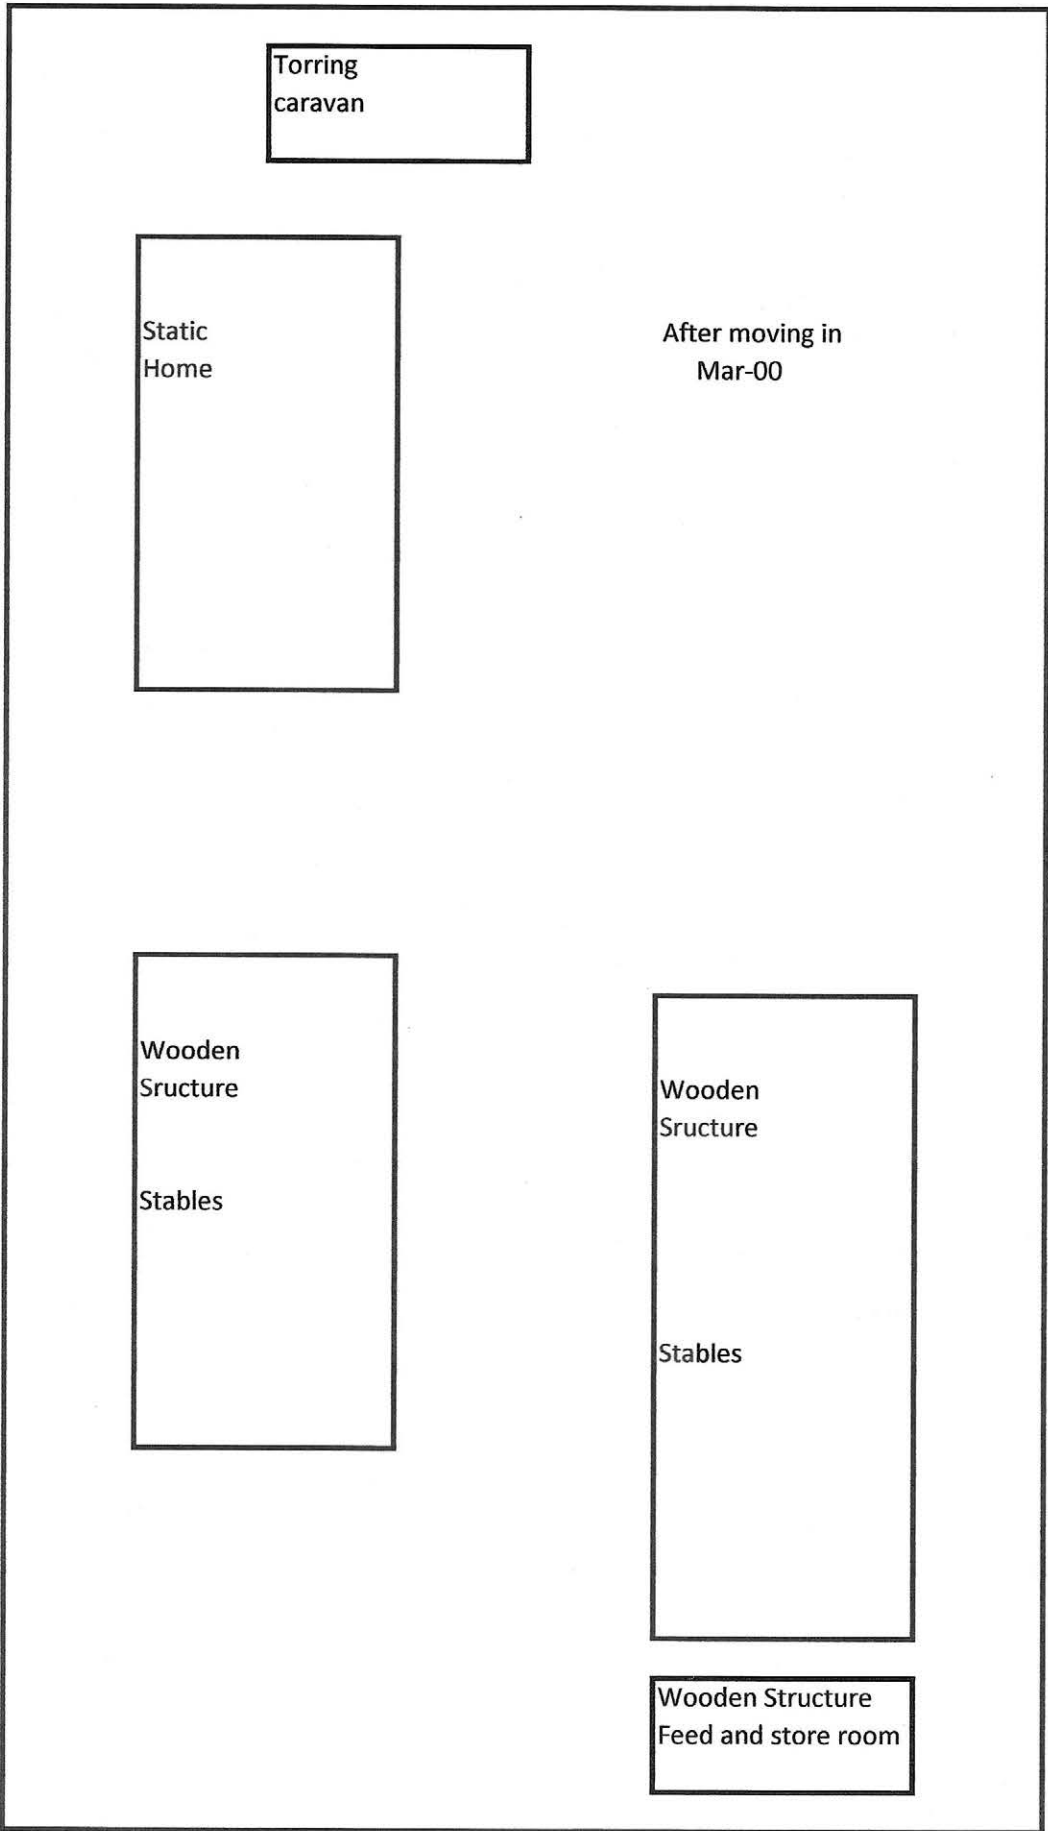 Torring
caravan
Static
Home
After moving in
Mar-00
Wooden
Sructure
Stables
Wooden
Sructure
Stables
Wooden Structure
Feed and store room